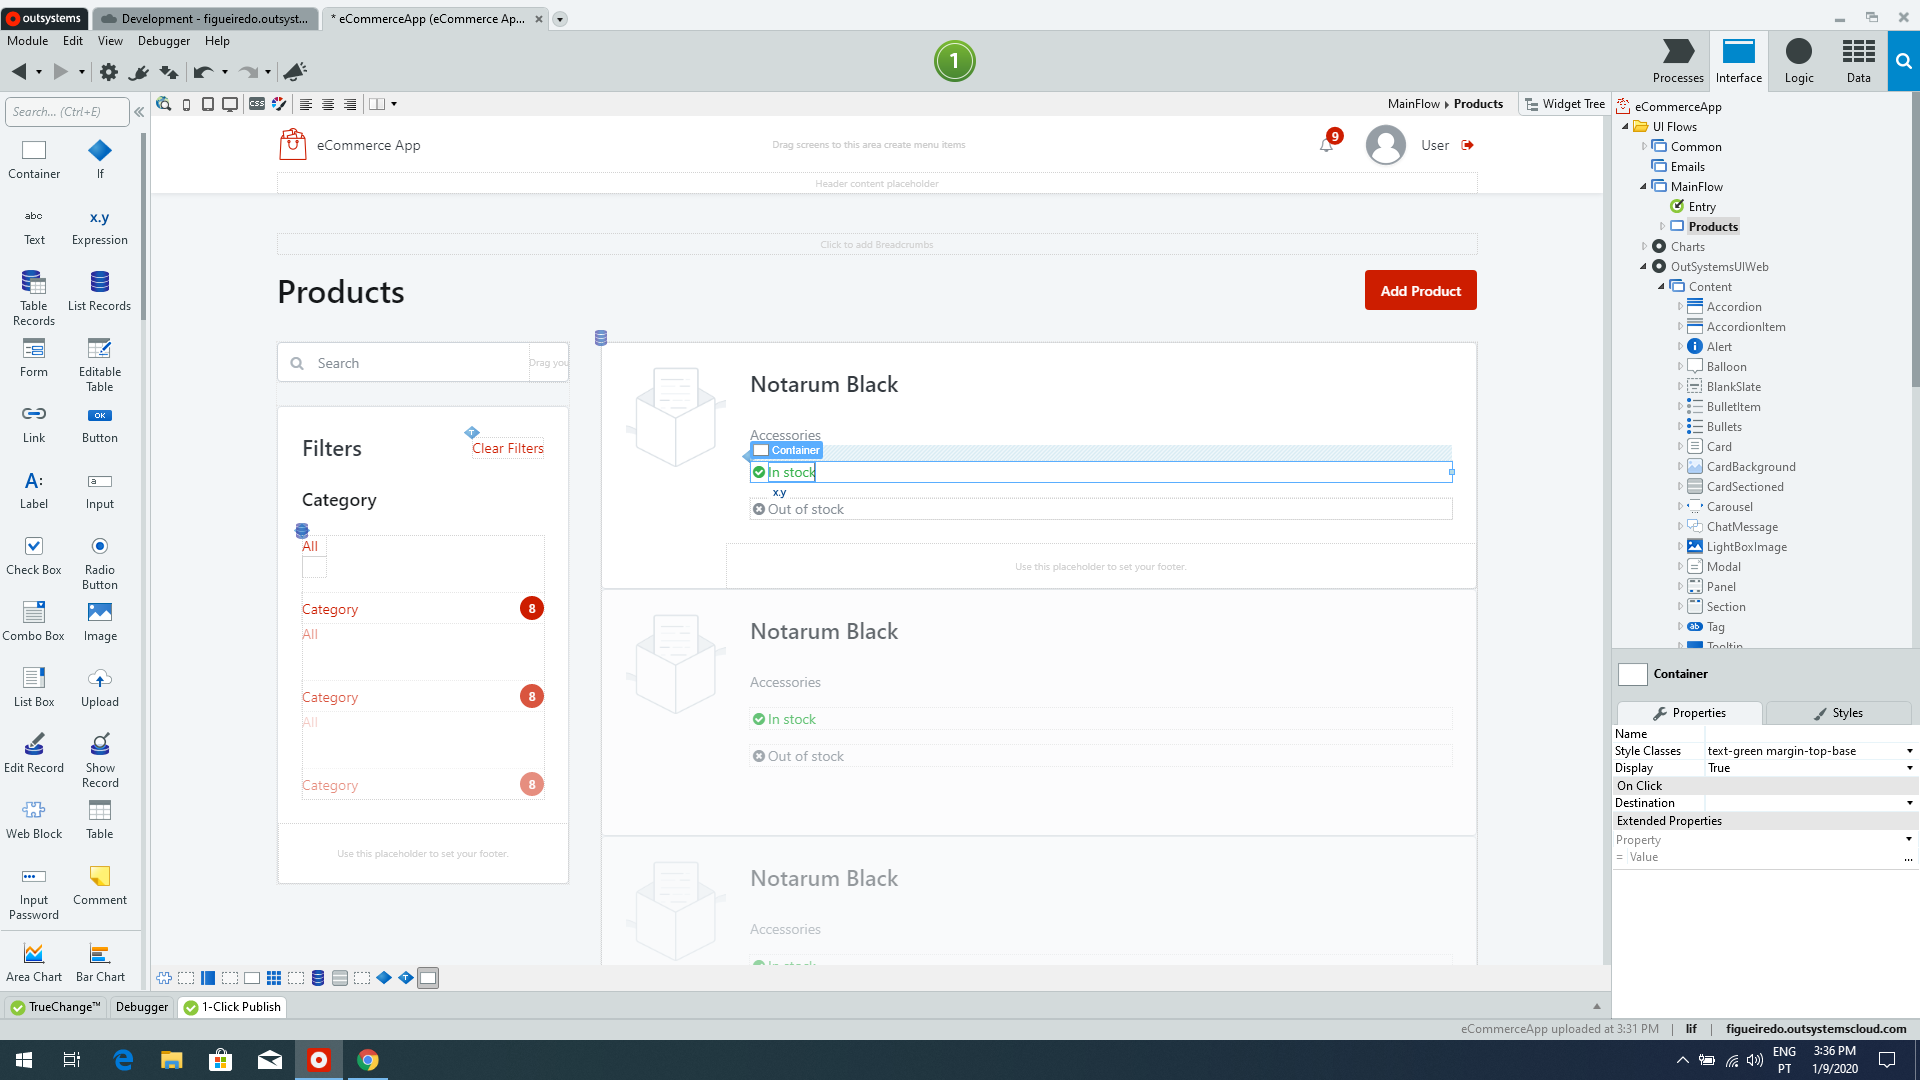 outsystems
Development - figueiredo.outsyst...
* eCommerceApp (eCommerce Ap...
Module Edit View Debugger Help
1
Processes Interface Logic Data
Search... (Ctrl+E)
css
MainFlow Products
Widget Tree
Container If
abc x.y
Text Expression
Table Records List Records
Form Editable Table
Link
OK
Button
A:
a
Label Input
Check Box Radio Button
Combo Box Image
List Box Upload
Edit Record Show Record
Web Block Table
Input Password Comment
Area Chart Bar Chart
eCommerce App
Drag screens to this area create menu items
9
User
Header content placeholder
Click to add Breadcrumbs
Products
Add Product
Search
Drag you
Filters
Clear Filters
Category
All
Category 8
All
Category 8
All
Category 8
Use this placeholder to set your footer.
Notarum Black
Accessories
Container
In stock
x.y
Out of stock
Use this placeholder to set your footer.
Notarum Black
Accessories
In stock
Out of stock
Notarum Black
Accessories
In stock
eCommerceApp
UI Flows
Common
Emails
MainFlow
Entry
Products
Charts
OutSystemsUIWeb
Content
Accordion
AccordionItem
Alert
Balloon
BlankSlate
BulletItem
Bullets
Card
CardBackground
CardSectioned
Carousel
ChatMessage
LightBoxImage
Modal
Panel
Section
ab
Tag
Tooltip
Container
Properties Styles
Name
Style Classes text-green margin-top-base
Display True
On Click
Destination
Extended Properties
Property
= Value ...
TrueChange™ Debugger 1-Click Publish
eCommerceApp uploaded at 3:31 PM | lif | figueiredo.outsystemscloud.com
ENG
PT
3:36 PM
1/9/2020